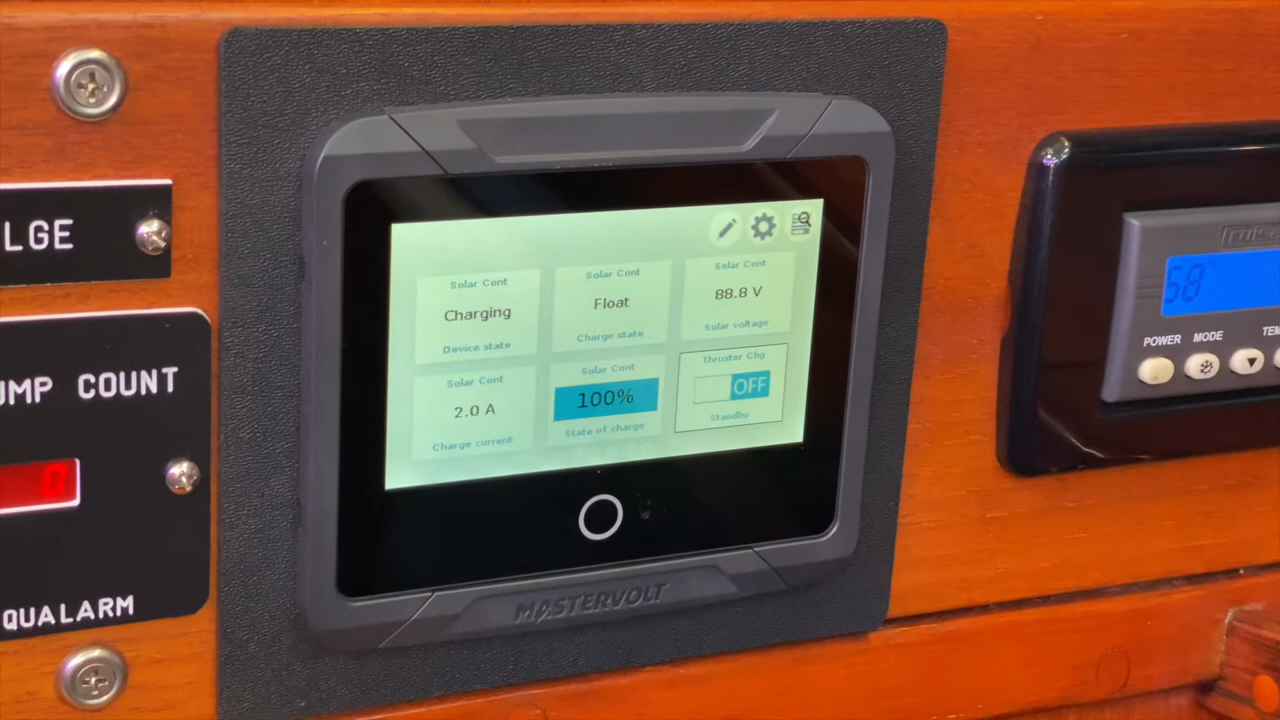 LGE
UMP COUNT
0
QUALARM
Solar Cont
Charging
Device state
Solar Cont
Float
Charge state
Solar Cont
88.8 V
Solar voltage
Solar Cont
2.0 A
Charge current
Solar Cont
100%
State of charge
Thruster Chg
OFF
Standby
MASTERVOLT
68
POWER MODE TEM